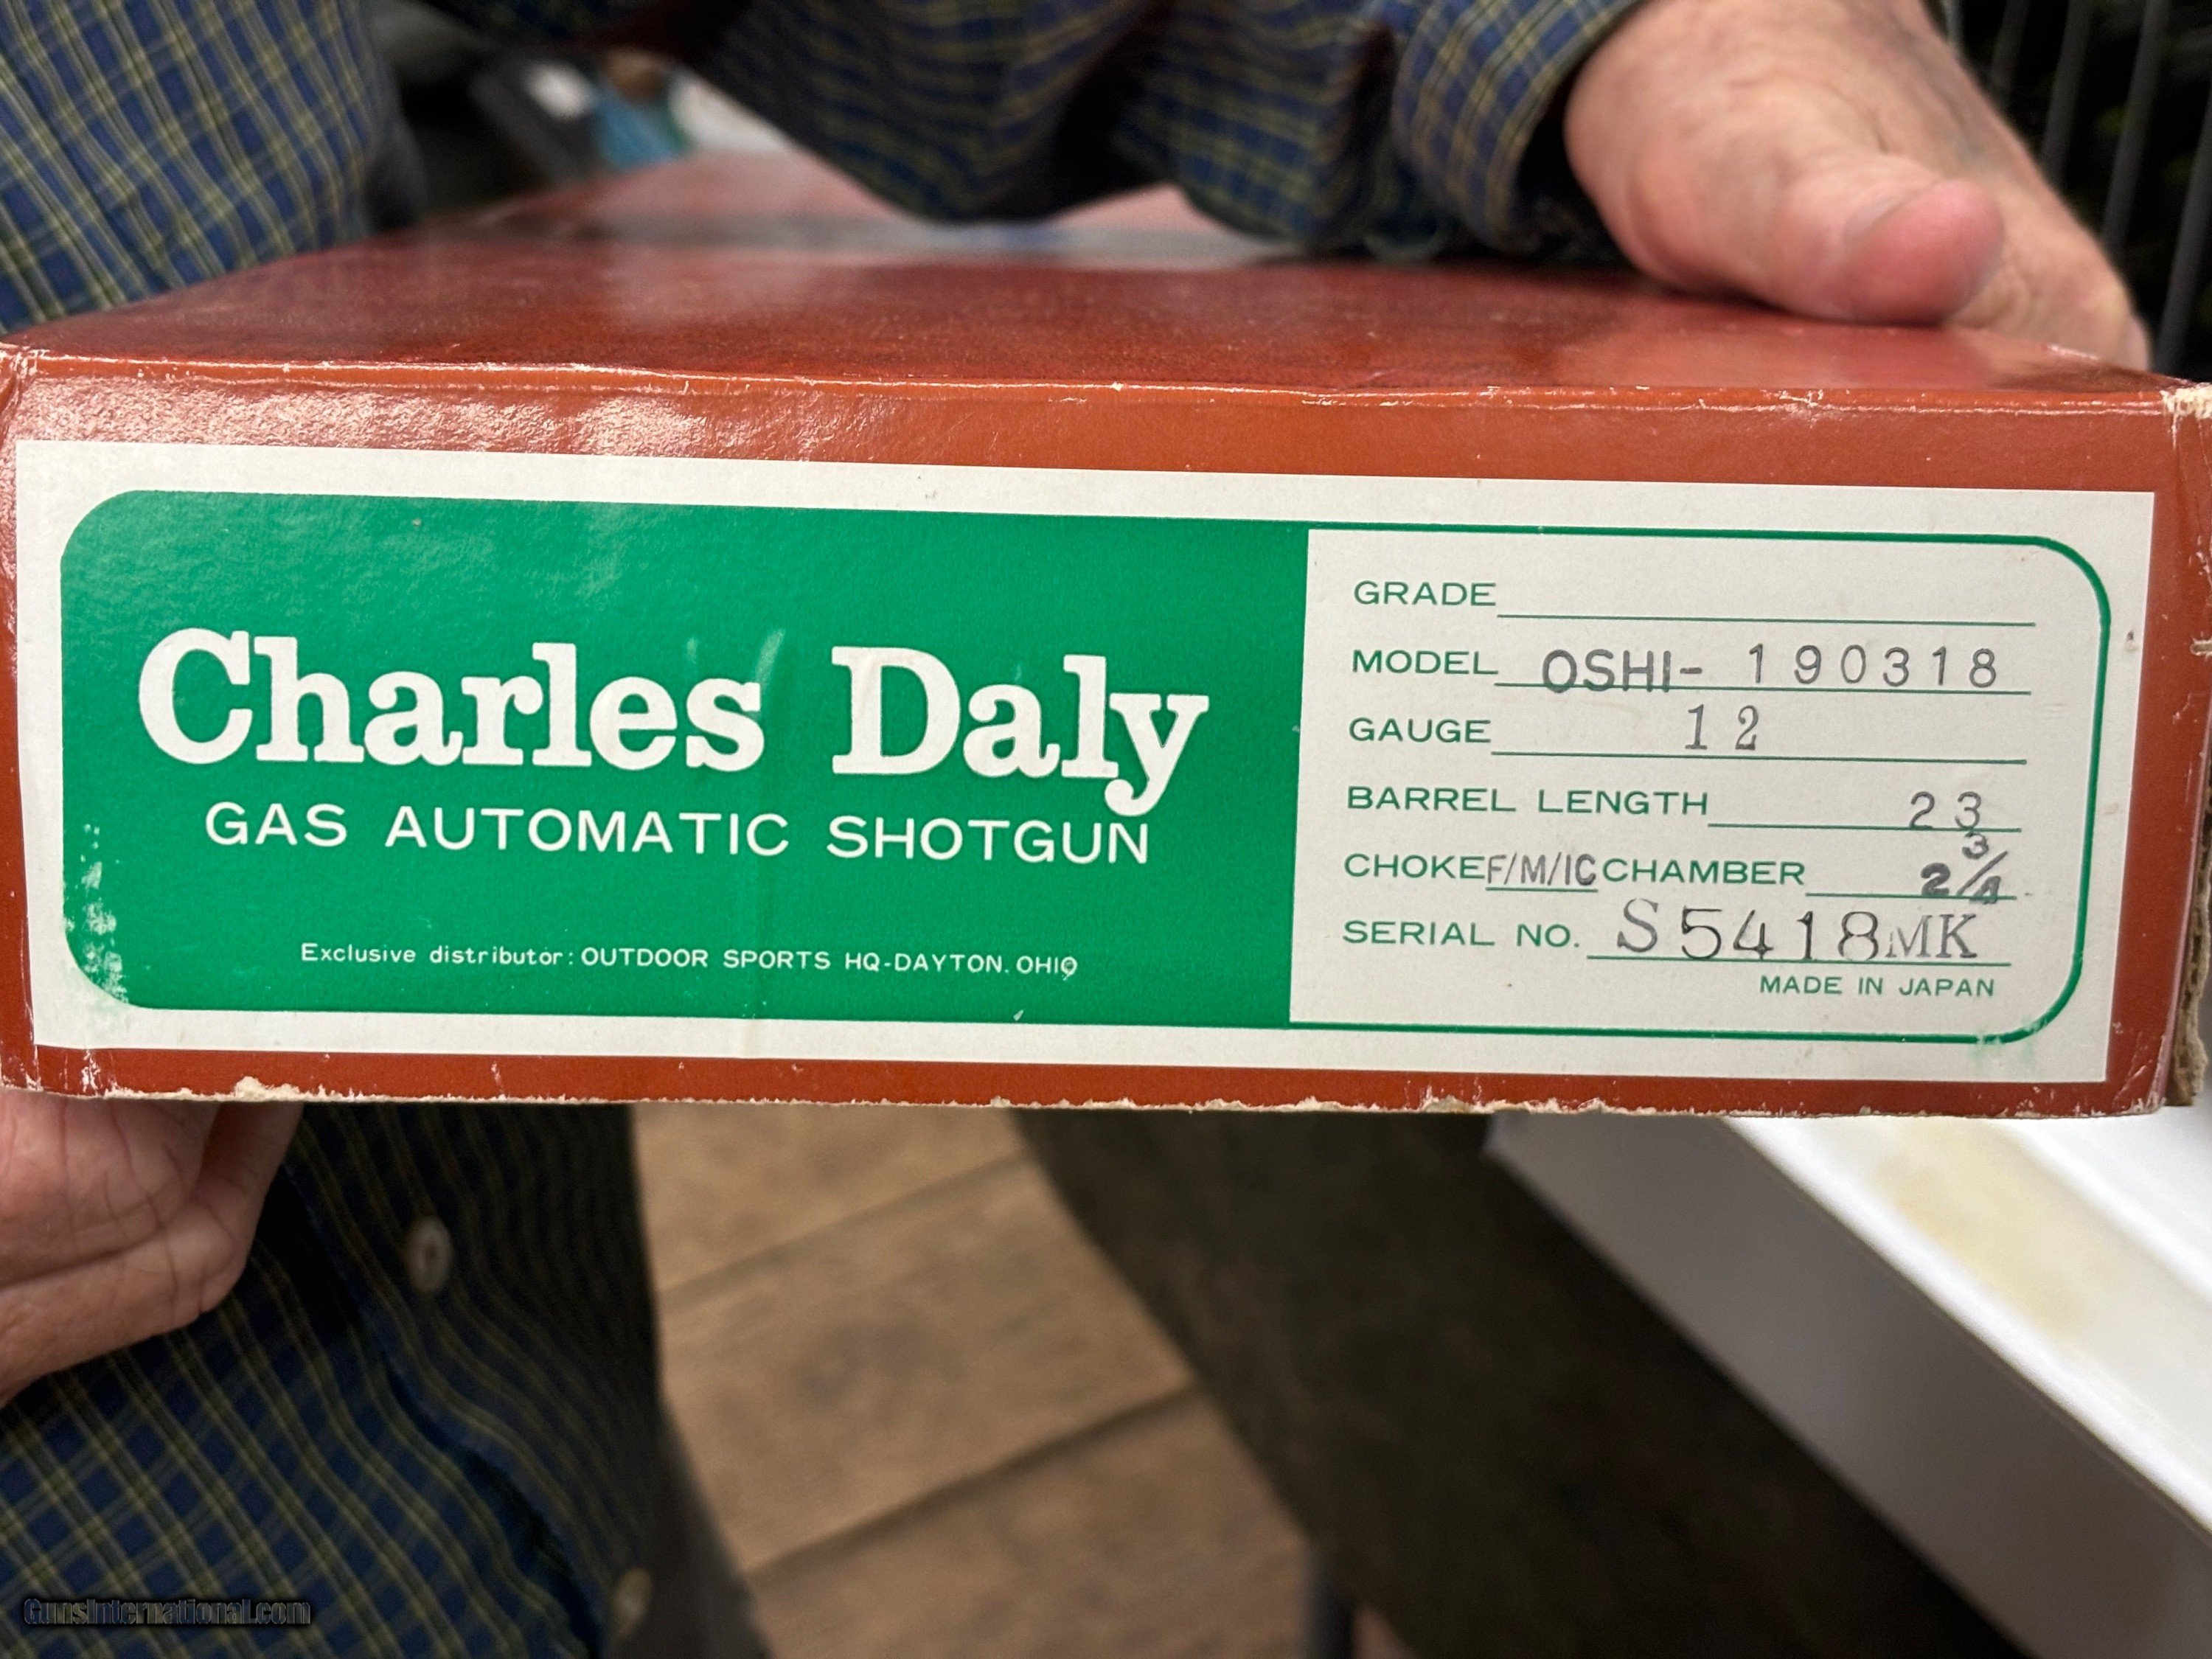 Charles Daly
GAS AUTOMATIC SHOTGUN
Exclusive distributor: OUTDOOR SPORTS HQ-DAYTON. OHIO
GRADE
MODEL OSHI- 190318
GAUGE 12
BARREL LENGTH 23
CHOKE F/M/IC CHAMBER 2 3/4
SERIAL NO. S5418MK
MADE IN JAPAN
GunsInternational.com